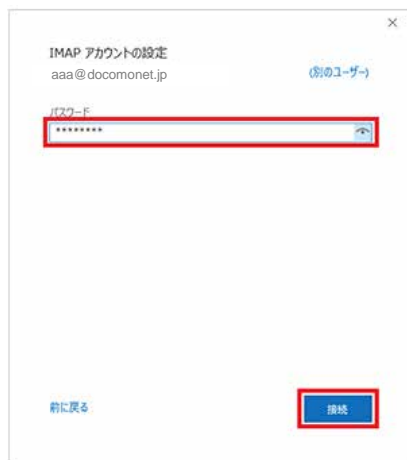 IMAP アカウントの設定
aaa@docomonet.jp
(別のユーザー)
パスワード
********
前に戻る
接続